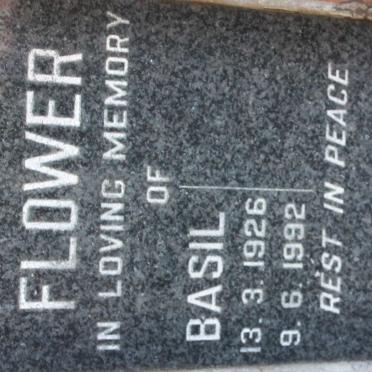 FLOWER
IN LOVING MEMORY
OF
BASIL
13. 3. 1926
9. 6. 1992
REST IN PEACE